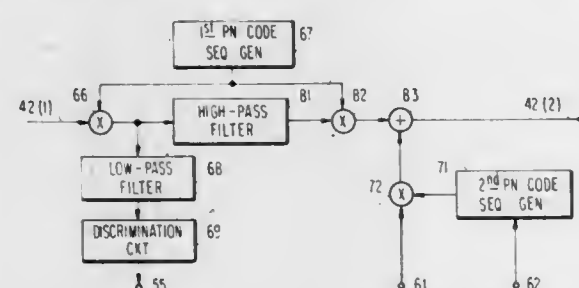 1st PN CODE
SEQ GEN
67
66
81
82
83
42(1)
42(2)
X
HIGH-PASS
FILTER
X
+
LOW-PASS
FILTER
68
71
72
X
2nd PN CODE
SEQ GEN
DISCRIMINATION
CKT
69
55
61
62